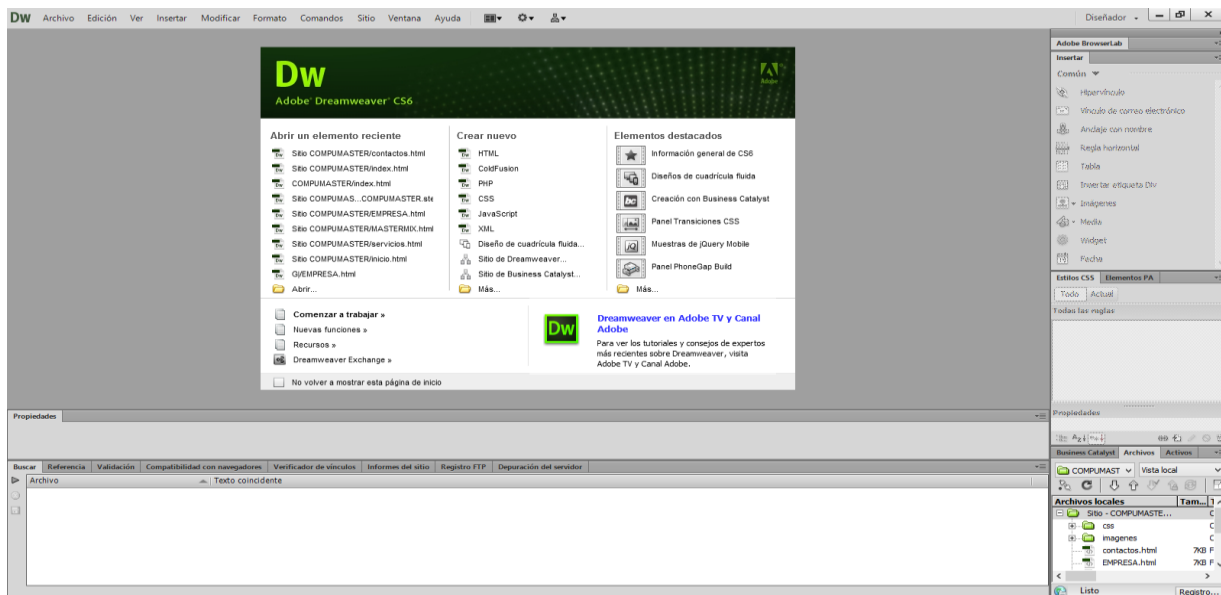 DW Archivo Edición Ver Insertar Modificar Formato Comandos Sitio Ventana Ayuda Diseñador
Dw
Adobe® Dreamweaver® CS6
Adobe
Abrir un elemento reciente
Sitio COMPUMASTER/contactos.html
Sitio COMPUMASTER/index.html
COMPUMASTER/index.html
Sitio COMPUMAS...COMPUMASTER.ste
Sitio COMPUMASTER/EMPRESA.html
Sitio COMPUMASTER/MASTERMIX.html
Sitio COMPUMASTER/servicios.html
Sitio COMPUMASTER/inicio.html
GI/EMPRESA.html
Abrir...
Crear nuevo
HTML
ColdFusion
PHP
CSS
JavaScript
XML
Diseño de cuadrícula fluida...
Sitio de Dreamweaver...
Sitio de Business Catalyst...
Más...
Elementos destacados
Información general de CS6
Diseños de cuadrícula fluida
Creación con Business Catalyst
Panel Transiciones CSS
Muestras de jQuery Mobile
Panel PhoneGap Build
Más...
Comenzar a trabajar »
Nuevas funciones »
Recursos »
Dreamweaver Exchange »
Dw
Dreamweaver en Adobe TV y Canal
Adobe
Para ver los tutoriales y consejos de expertos
más recientes sobre Dreamweaver, visita
Adobe TV y Canal Adobe.
No volver a mostrar esta página de inicio
Propiedades
Buscar Referencia Validación Compatibilidad con navegadores Verificador de vínculos Informes del sitio Registro FTP Depuración del servidor
Archivo Texto coincidente
Adobe BrowserLab
Insertar
Común
Hipervínculo
Vínculo de correo electrónico
Anclaje con nombre
Regla horizontal
Tabla
Insertar etiqueta Div
Imágenes
Media
Widget
Fecha
Estilos CSS Elementos PA
Todo Actual
Todas las reglas
Propiedades
Business Catalyst Archivos Activos
COMPUMAST Vista local
Archivos locales Tam...
Sitio - COMPUMASTE...
css
imagenes
contactos.html 7KB
EMPRESA.html 7KB
Listo Registro...